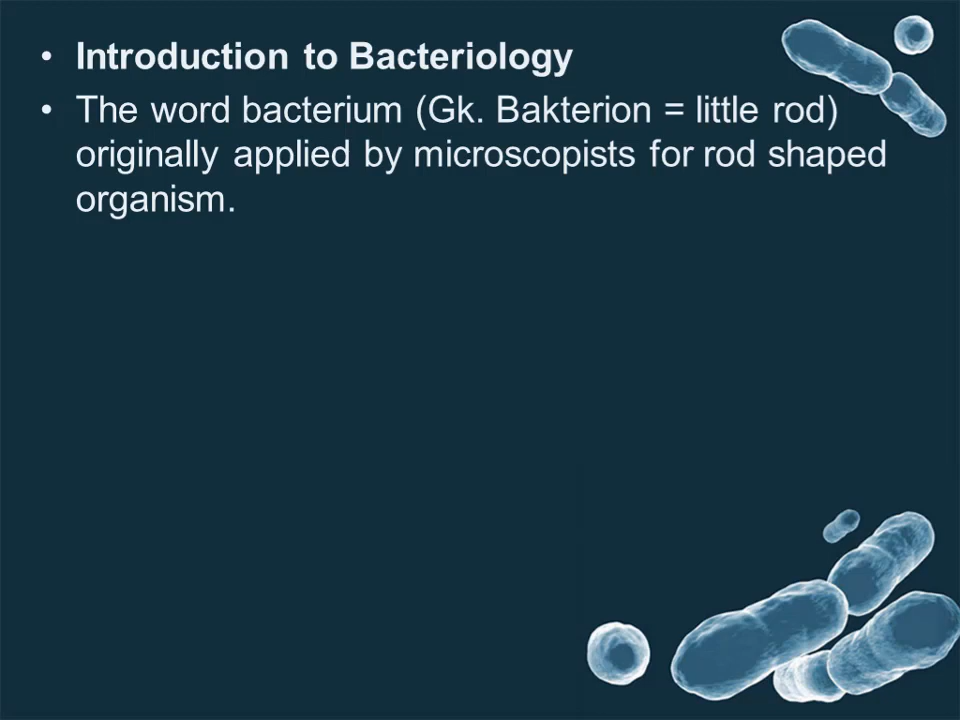 • Introduction to Bacteriology
• The word bacterium (Gk. Bakterion = little rod)
originally applied by microscopists for rod shaped
organism.